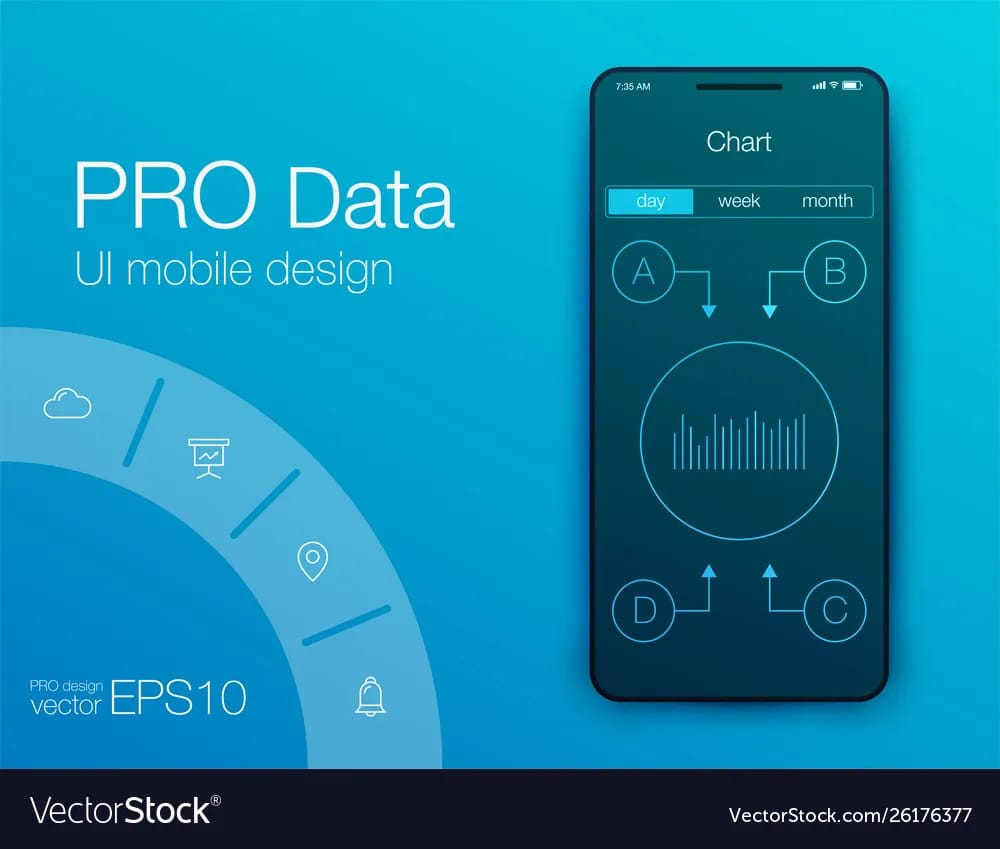 PRO Data
UI mobile design
7:35 AM
Chart
day week month
A B
D C
PRO design
vector EPS10
VectorStock®
VectorStock.com/26176377